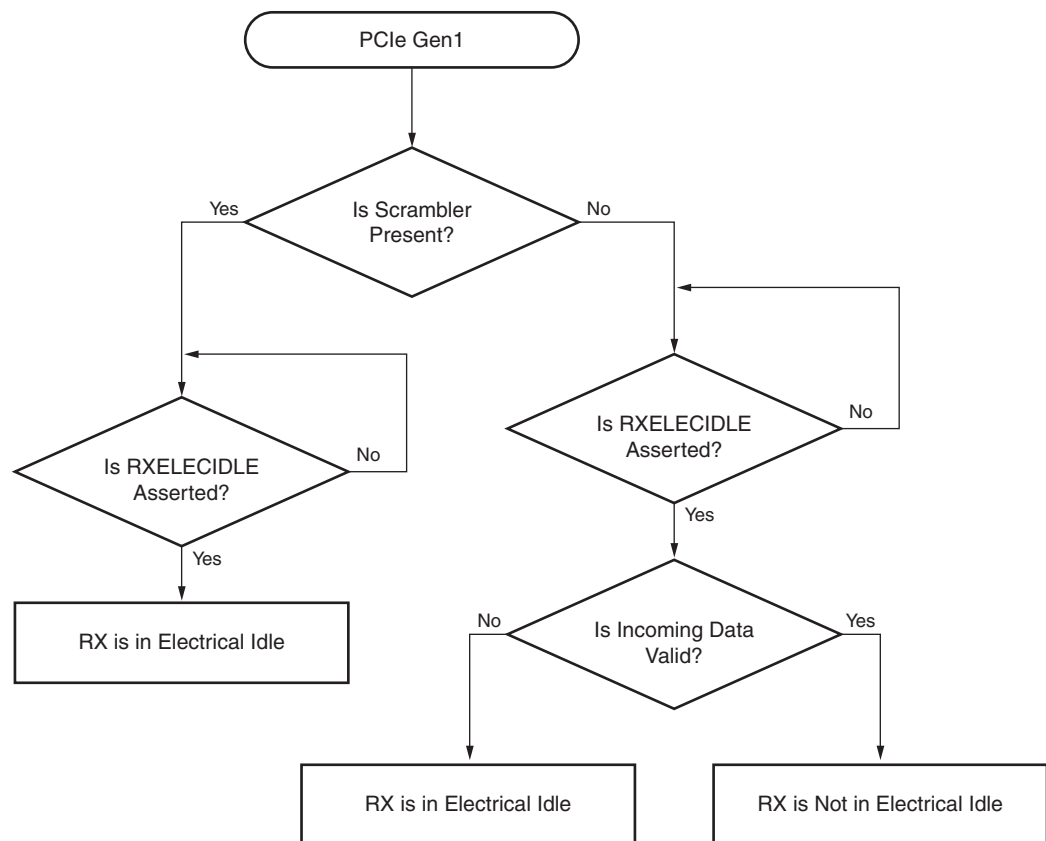 PCIe Gen1
Is Scrambler
Present?
Yes
No
Is RXELECIDLE
Asserted?
No
Yes
RX is in Electrical Idle
Is RXELECIDLE
Asserted?
No
Yes
Is Incoming Data
Valid?
No
Yes
RX is in Electrical Idle
RX is Not in Electrical Idle